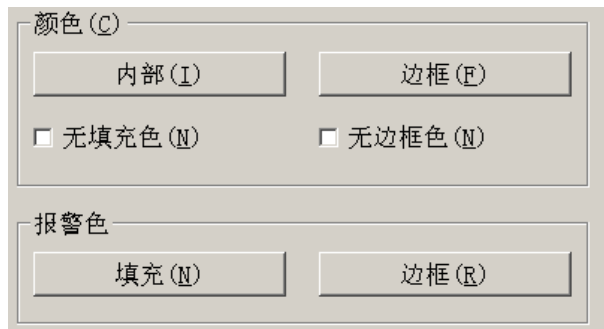 颜色(C)
内部(I) 边框(F)
无填充色(N) 无边框色(N)
报警色
填充(N) 边框(R)